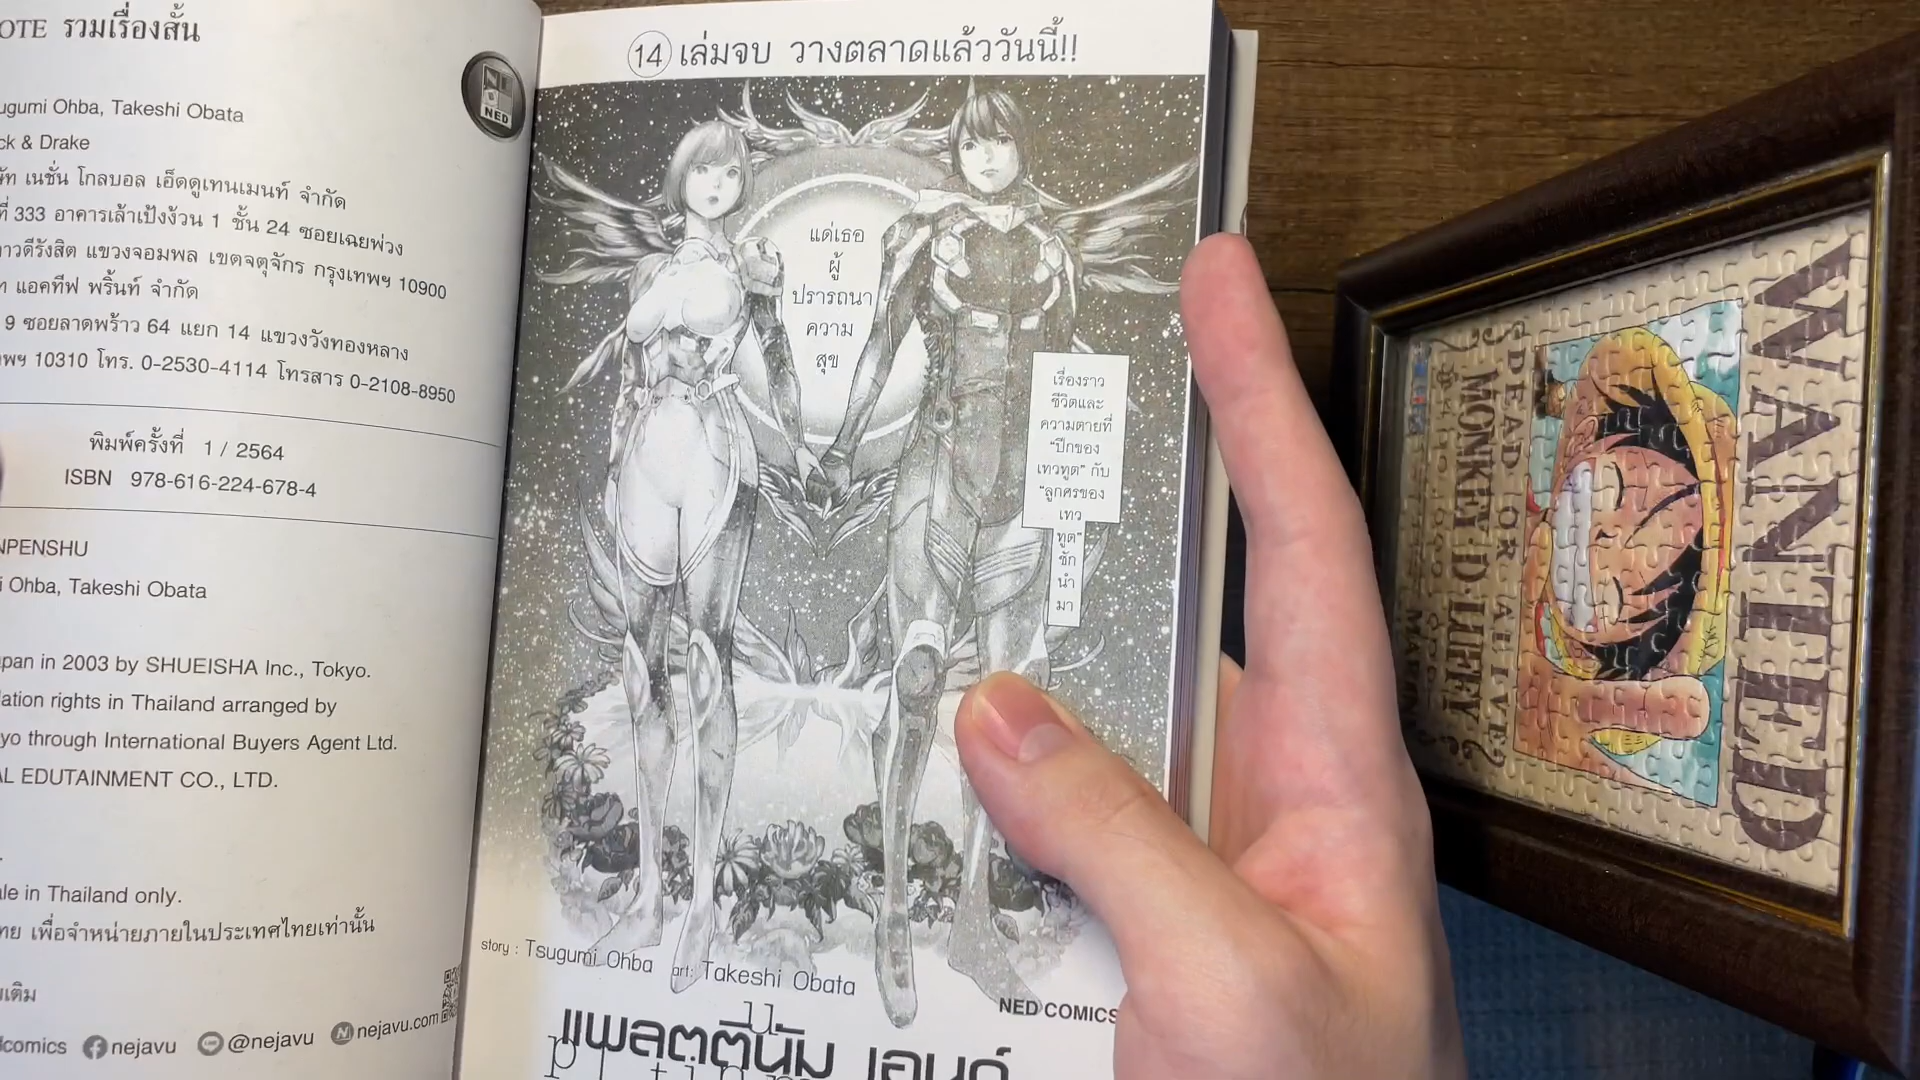 OTE รวมเรื่องสั้น
NED
ugumi Ohba, Takeshi Obata
ck & Drake
ษัท เนชั่น โกลบอล เอ็ดดูเทนเมนท์ จำกัด
ที่ 333 อาคารเล้าเป้งง้วน 1 ชั้น 24 ซอยเฉยพ่วง
าวดีรังสิต แขวงจอมพล เขตจตุจักร กรุงเทพฯ 10900
ท แอคทีฟ พริ้นท์ จำกัด
9 ซอยลาดพร้าว 64 แยก 14 แขวงวังทองหลาง
ทพฯ 10310 โทร. 0-2530-4114 โทรสาร 0-2108-8950
พิมพ์ครั้งที่ 1 / 2564
ISBN 978-616-224-678-4
NPENSHU
i Ohba, Takeshi Obata
apan in 2003 by SHUEISHA Inc., Tokyo.
lation rights in Thailand arranged by
yo through International Buyers Agent Ltd.
AL EDUTAINMENT CO., LTD.
ale in Thailand only.
ทย เพื่อจำหน่ายภายในประเทศไทยเท่านั้น
มเติม
dcomics nejavu @nejavu nejavu.com
14 เล่มจบ วางตลาดแล้ววันนี้!!
แด่เธอ
ผู้
ปรารถนา
ความ
สุข
เรื่องราว
ชีวิตและ
ความตายที่
"ปีกของ
เทวทูต" กับ
"ลูกศรของ
เทว
ทูต"
ชัก
นำ
มา
story : Tsugumi Ohba art: Takeshi Obata
NED COMICS
แพลตตินัม เอนด์
WANTED
DEAD OR ALIVE
MONKEY·D·LUFFY